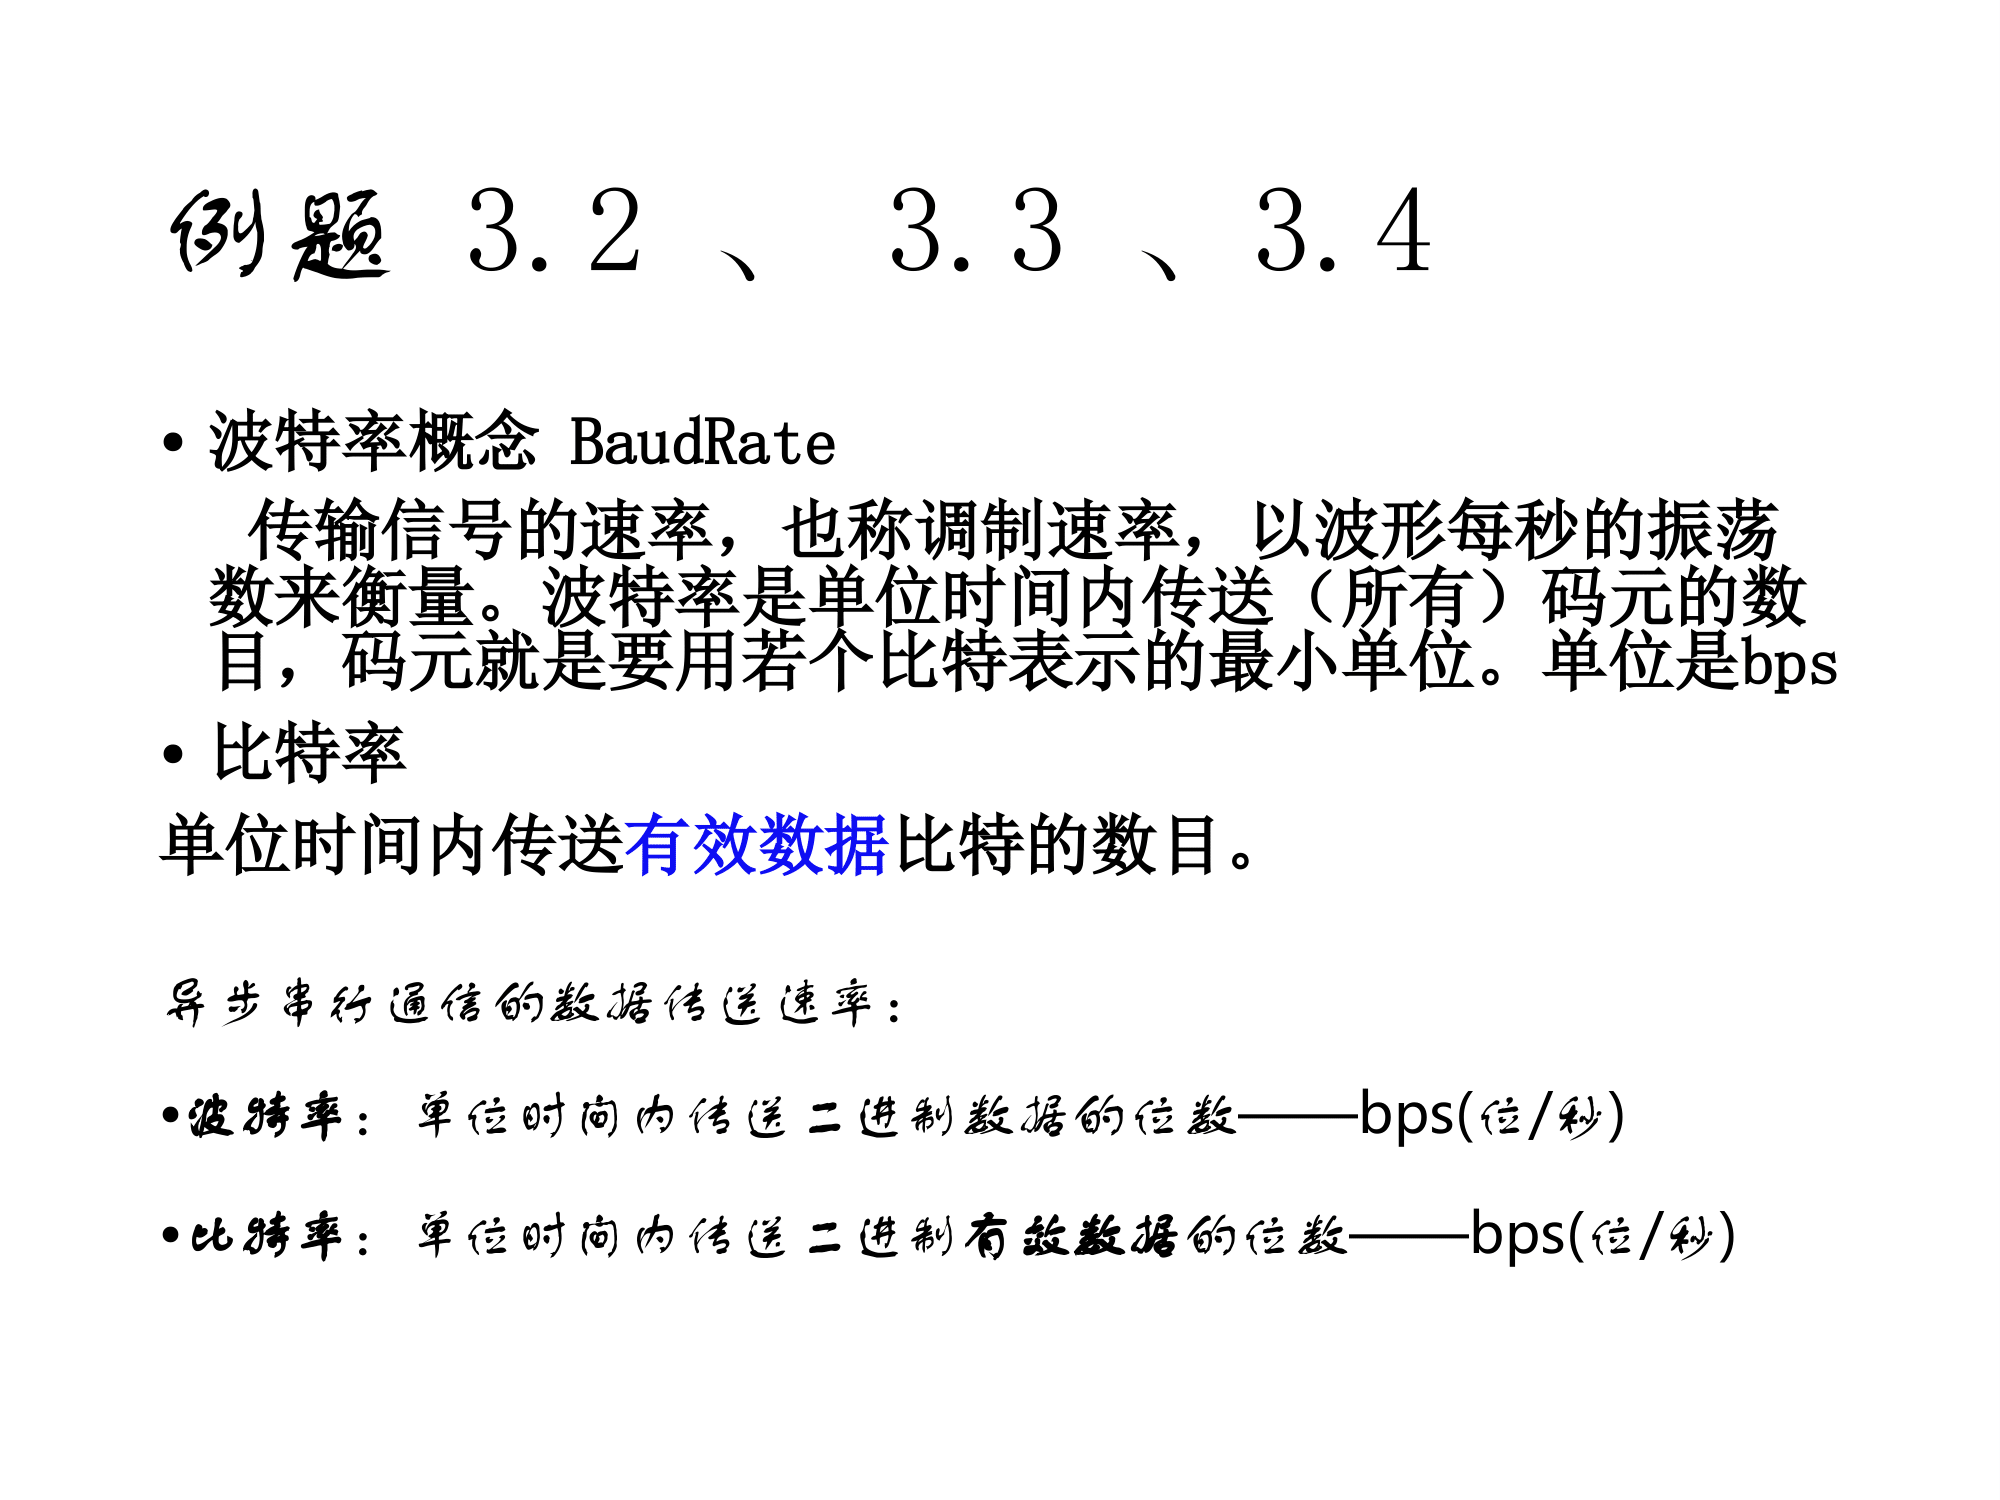 例题 3.2 、 3.3 、3.4
• 波特率概念 BaudRate
传输信号的速率，也称调制速率，以波形每秒的振荡
数来衡量。波特率是单位时间内传送（所有）码元的数
目，码元就是要用若个比特表示的最小单位。单位是bps
• 比特率
单位时间内传送有效数据比特的数目。
异步串行通信的数据传送速率：
•波特率： 单位时间内传送二进制数据的位数——bps(位/秒)
•比特率： 单位时间内传送二进制有效数据的位数——bps(位/秒)